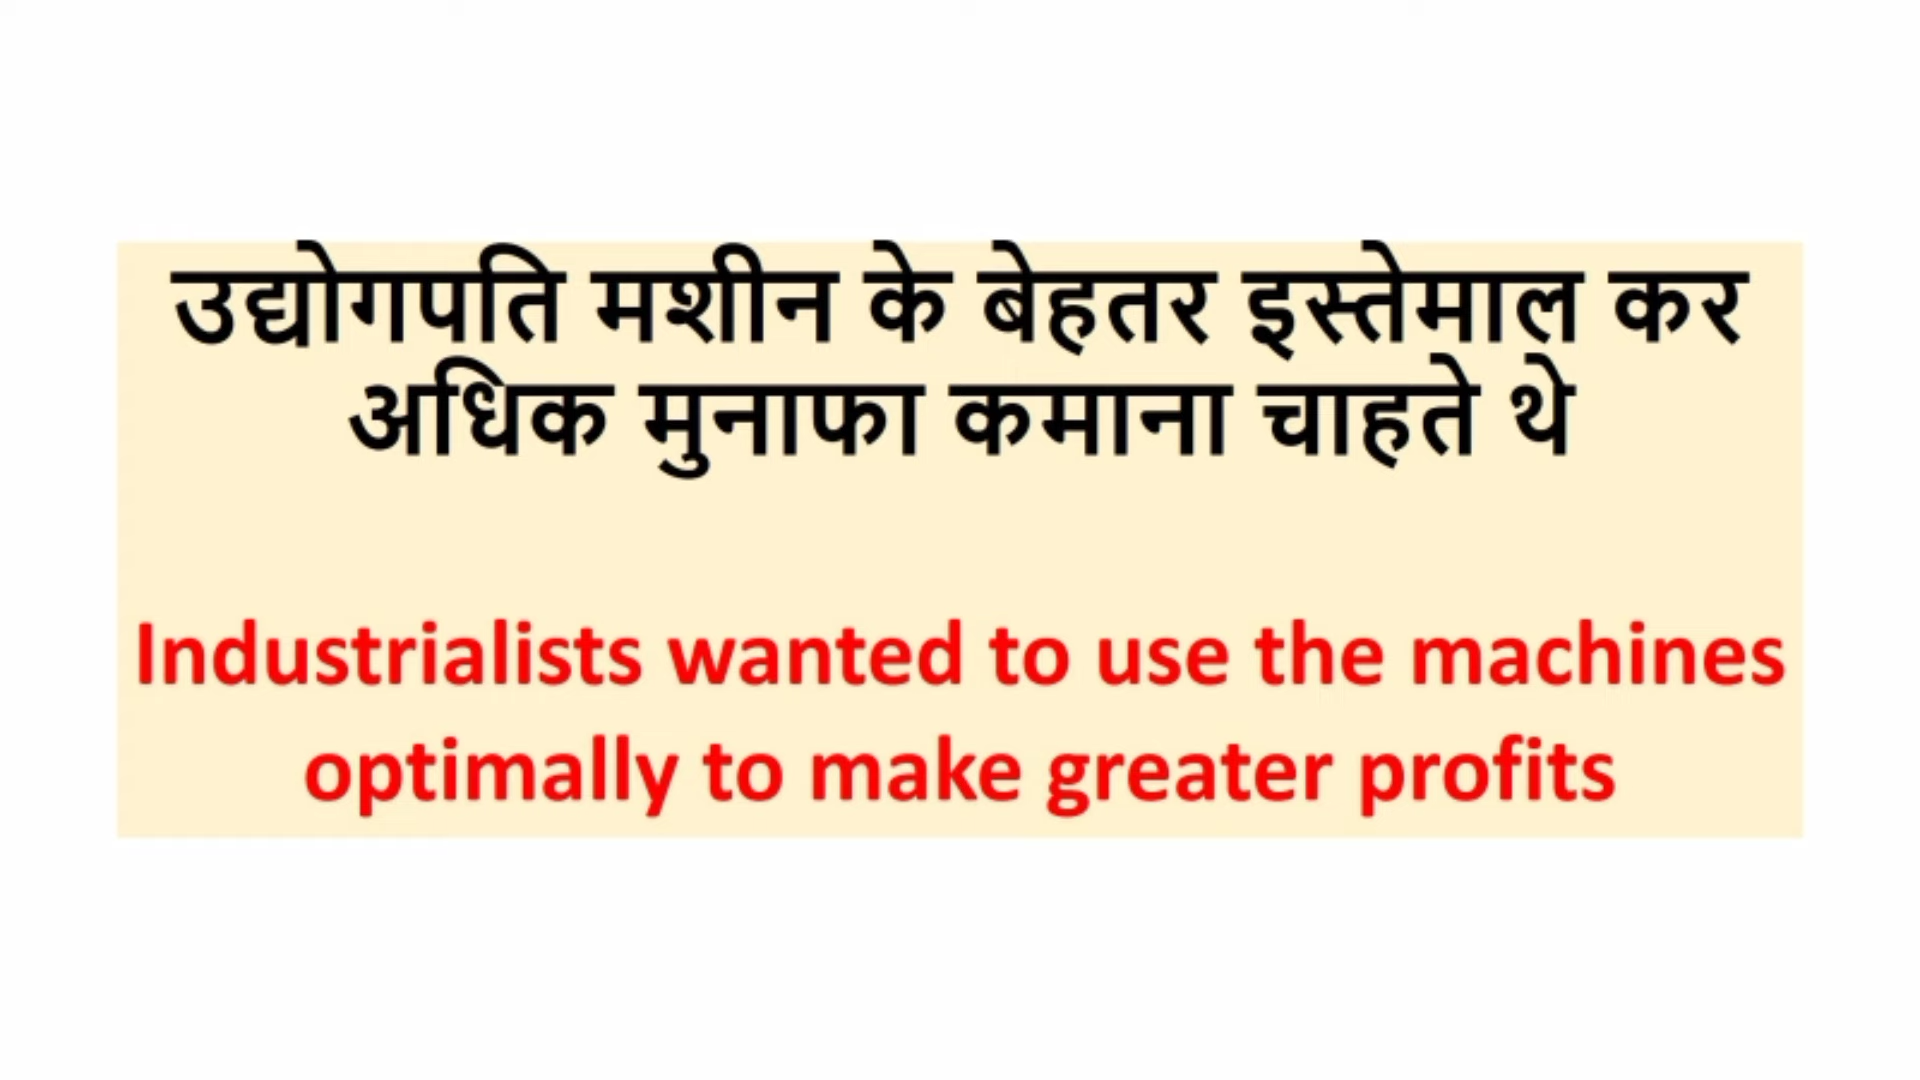 उद्योगपति मशीन के बेहतर इस्तेमाल कर
अधिक मुनाफा कमाना चाहते थे
Industrialists wanted to use the machines
optimally to make greater profits